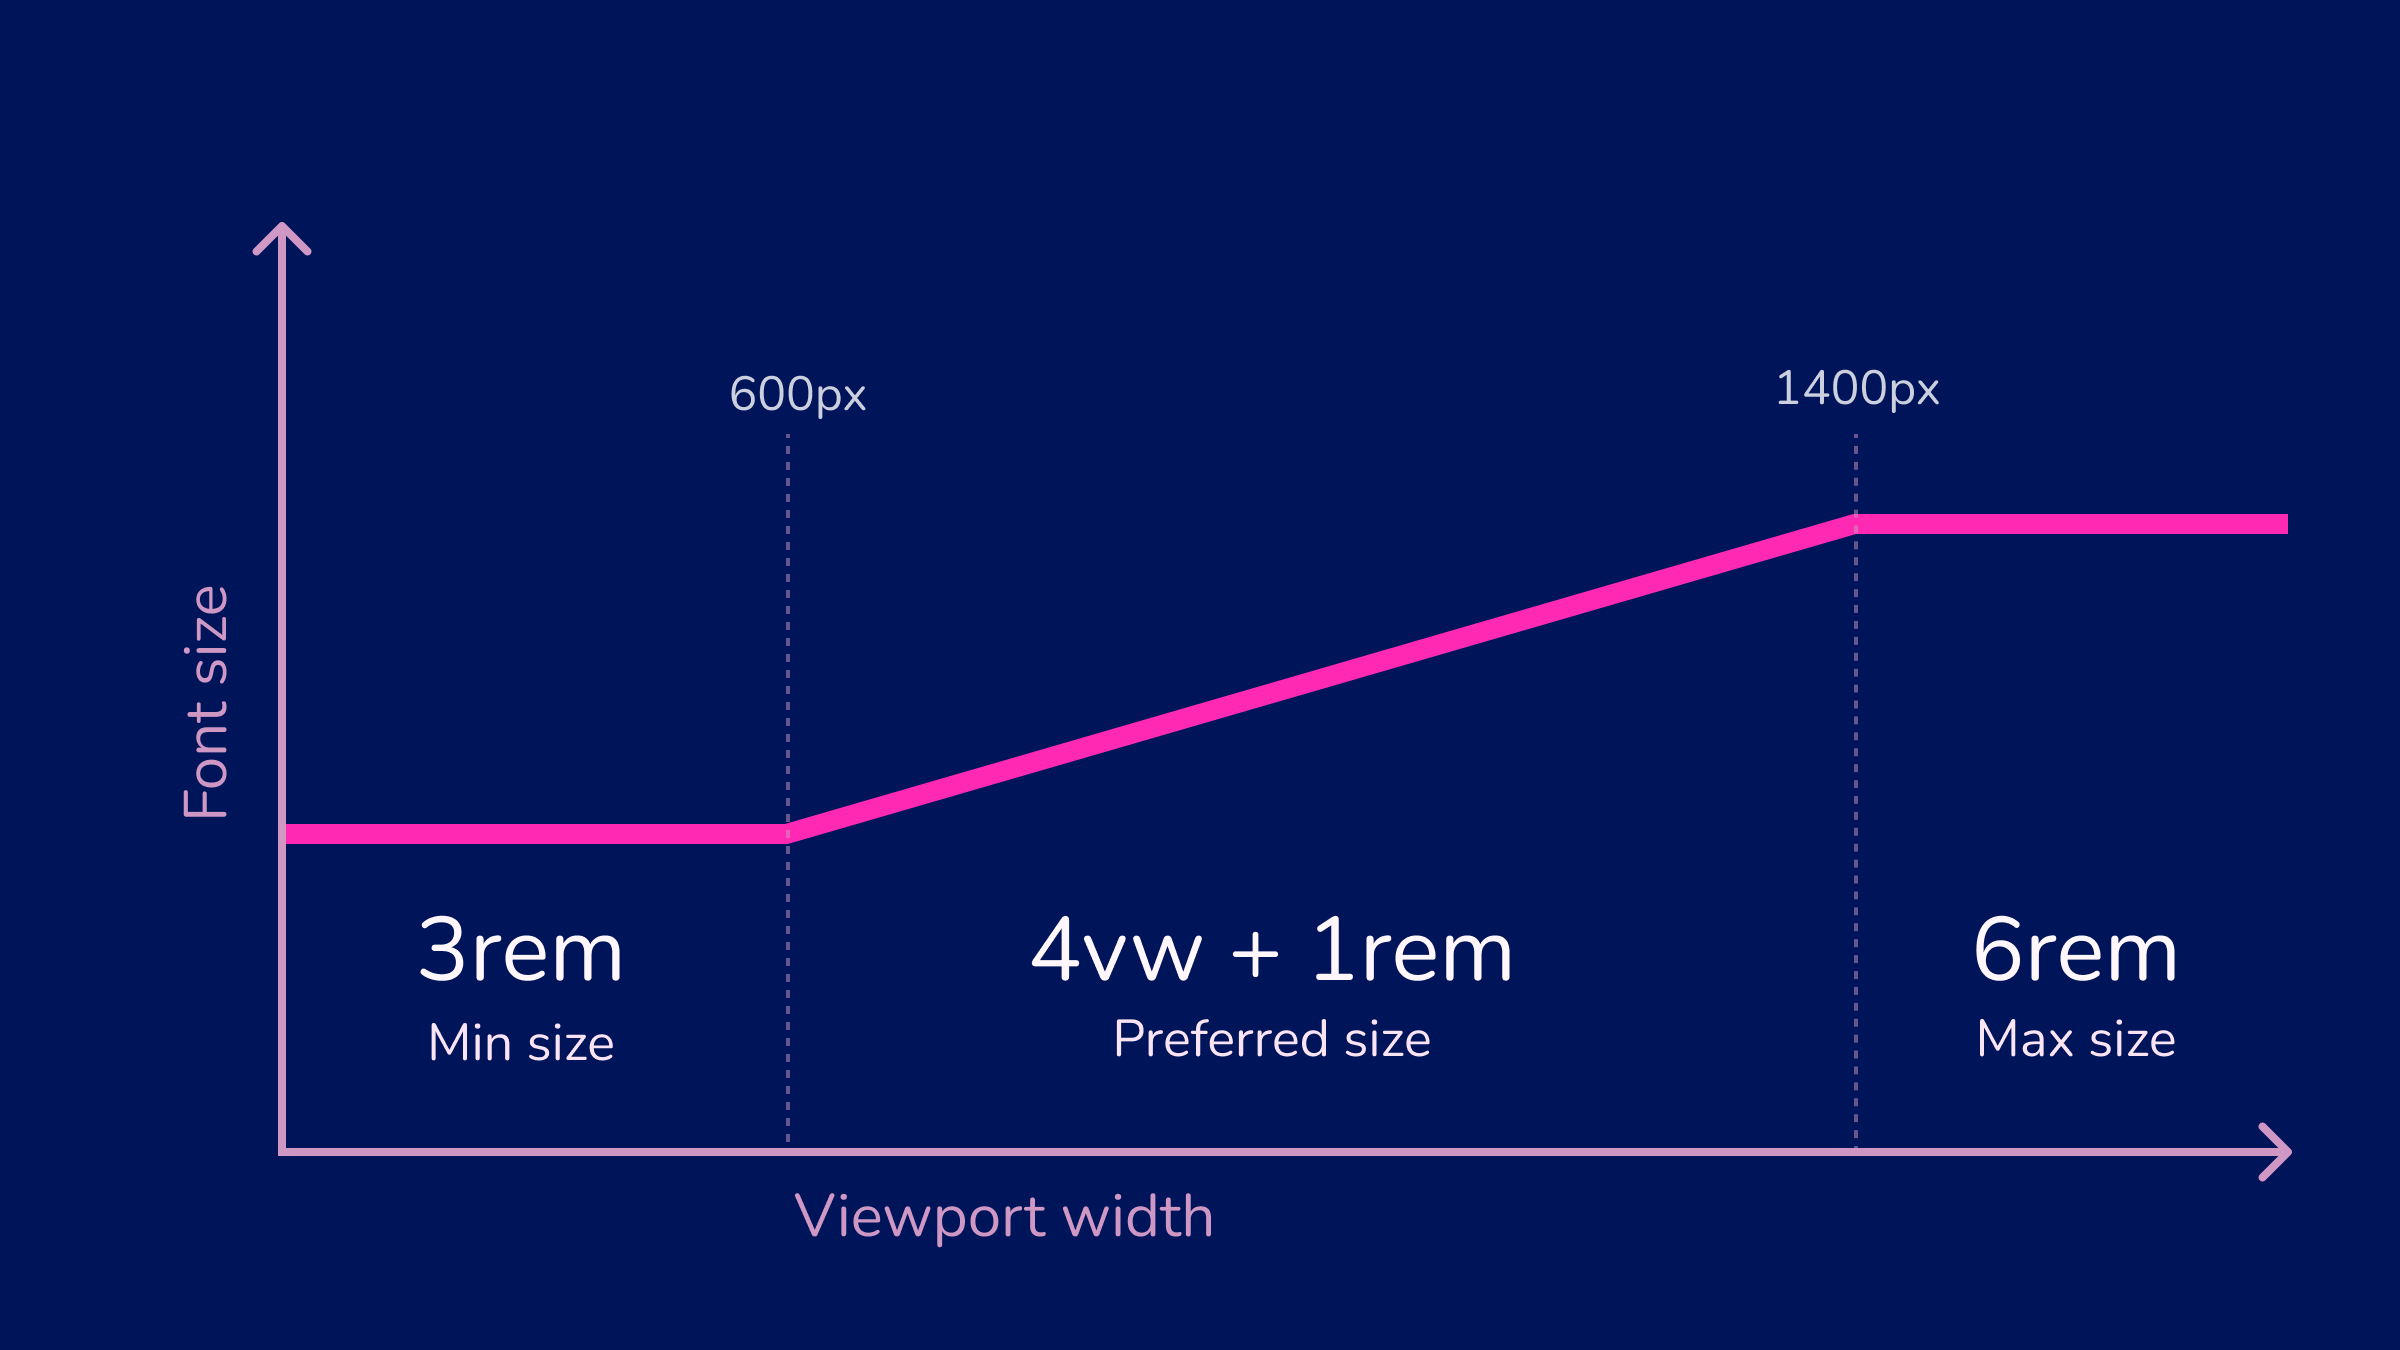 600px
1400px
Font size
3rem
4vw + 1rem
6rem
Min size
Preferred size
Max size
Viewport width